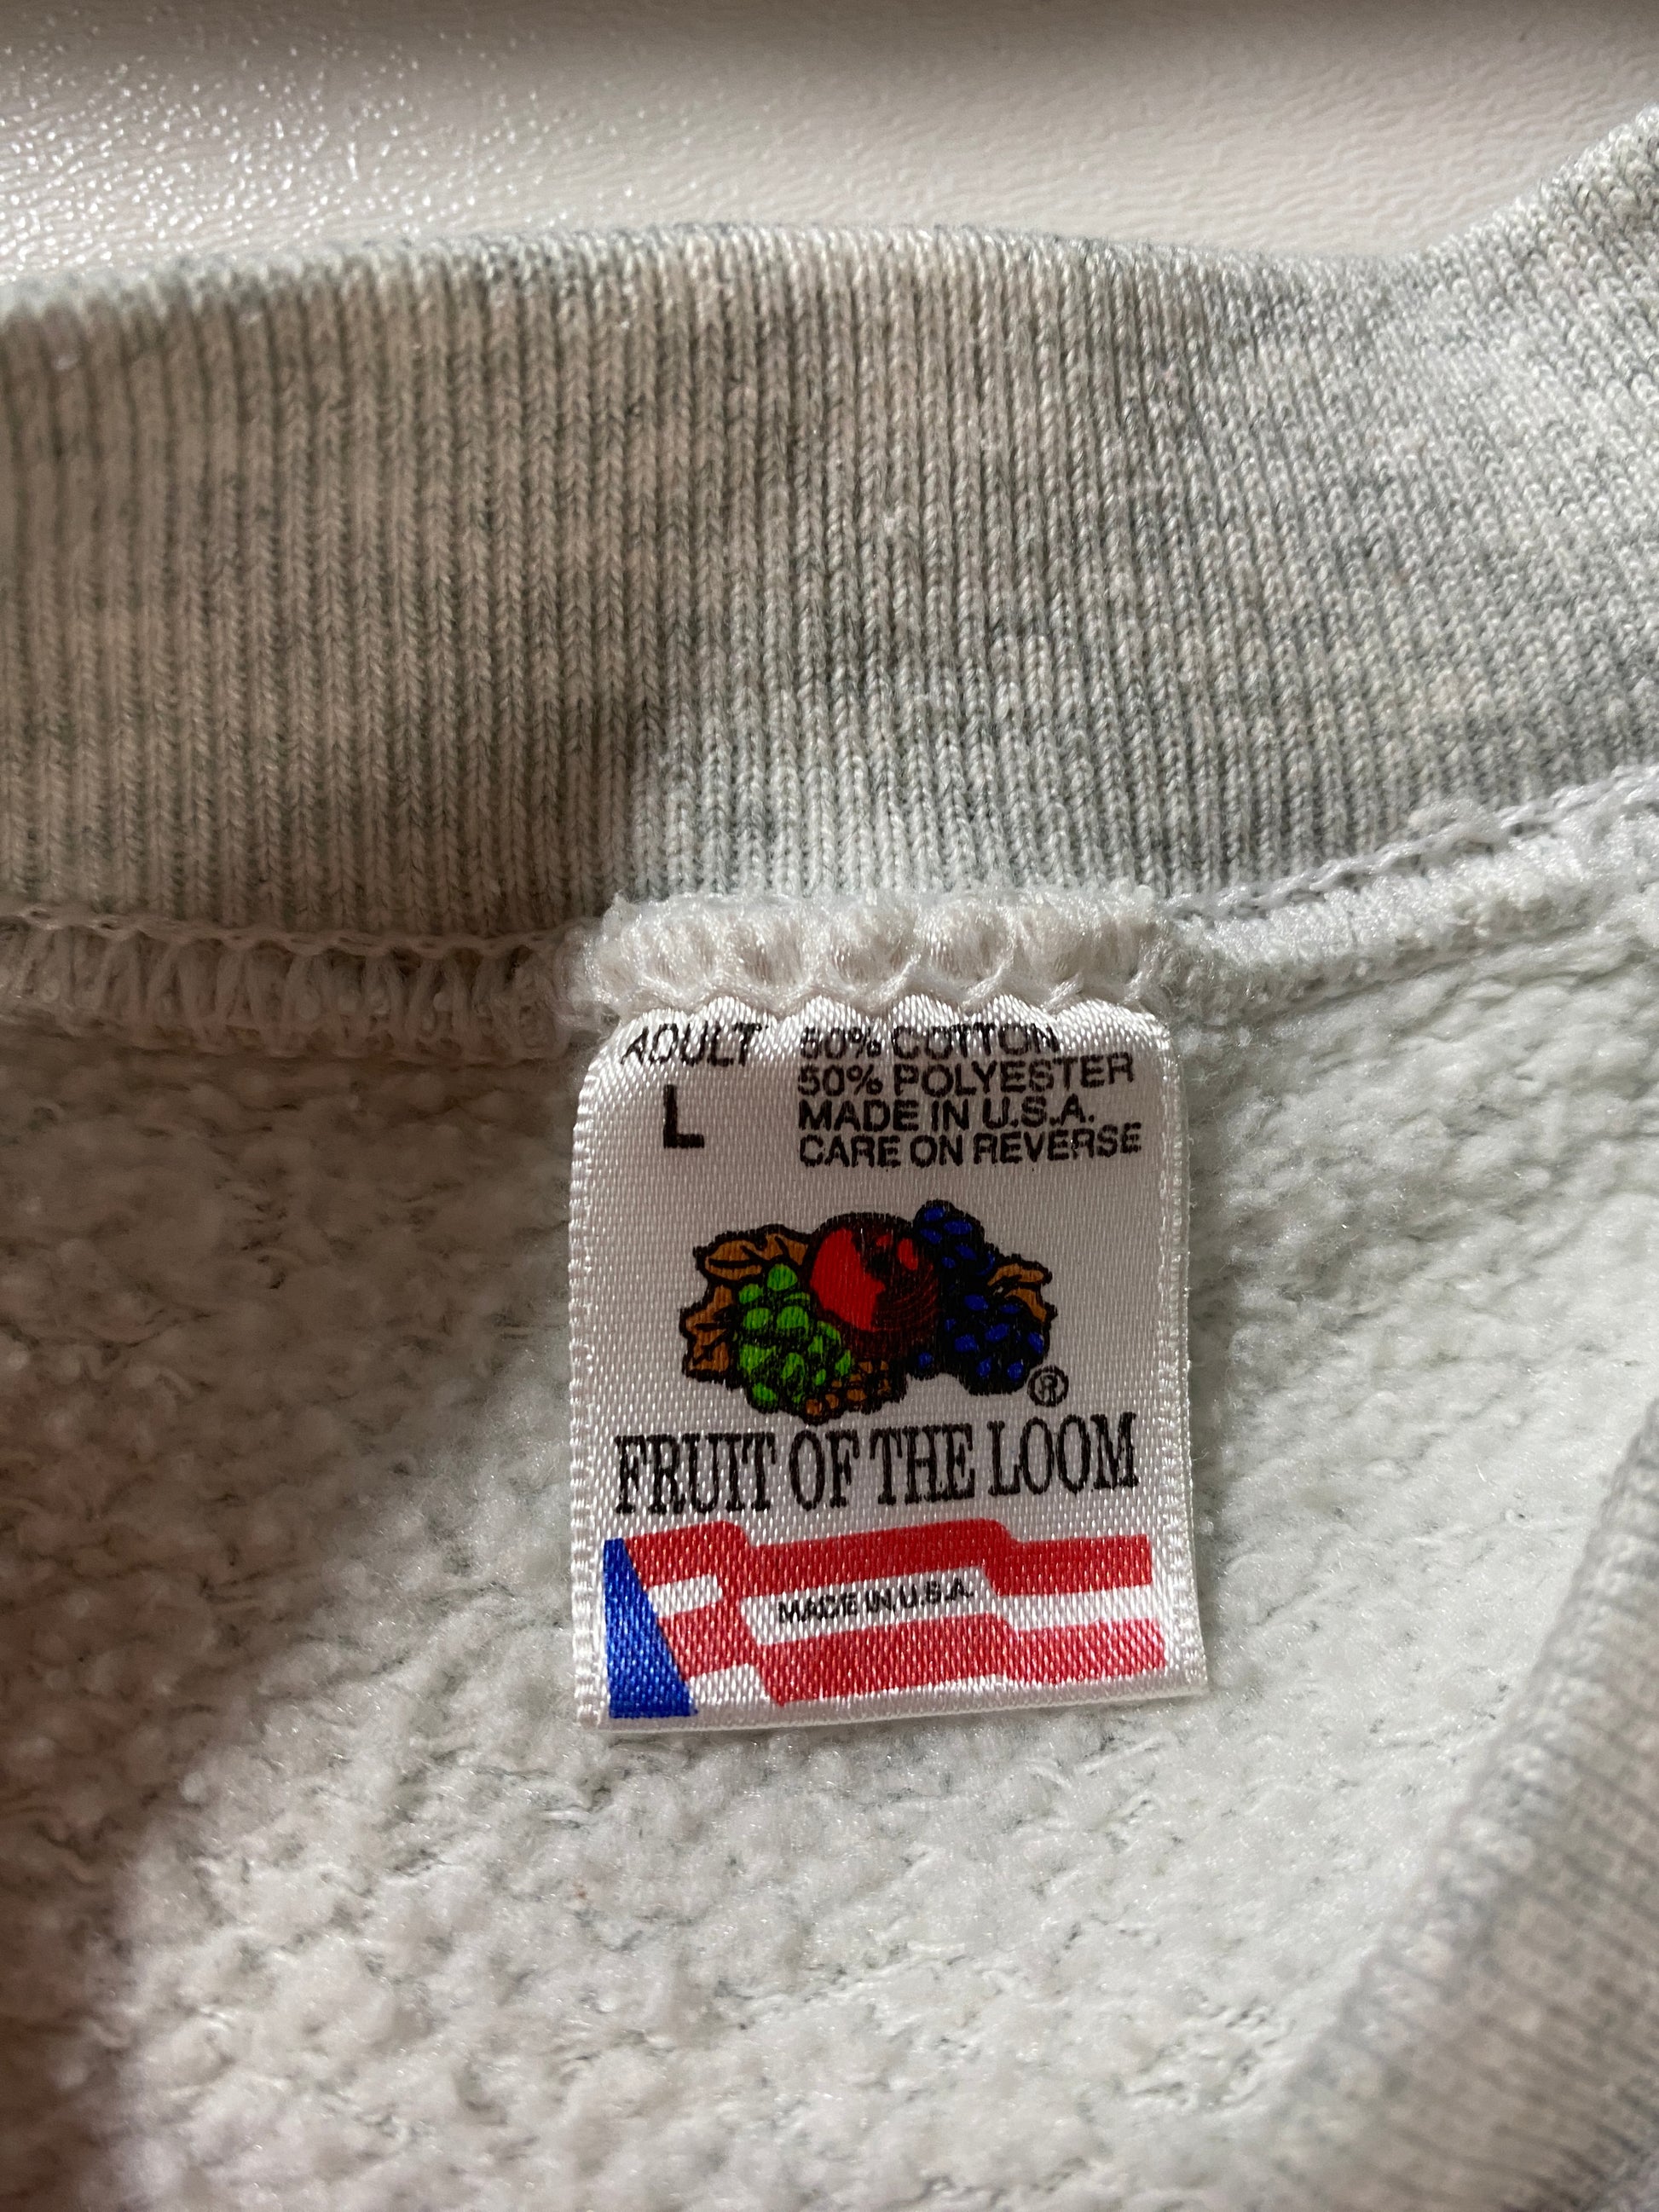 ADULT
L
50% COTTON
50% POLYESTER
MADE IN U.S.A.
CARE ON REVERSE
®
FRUIT OF THE LOOM
MADE IN U.S.A.